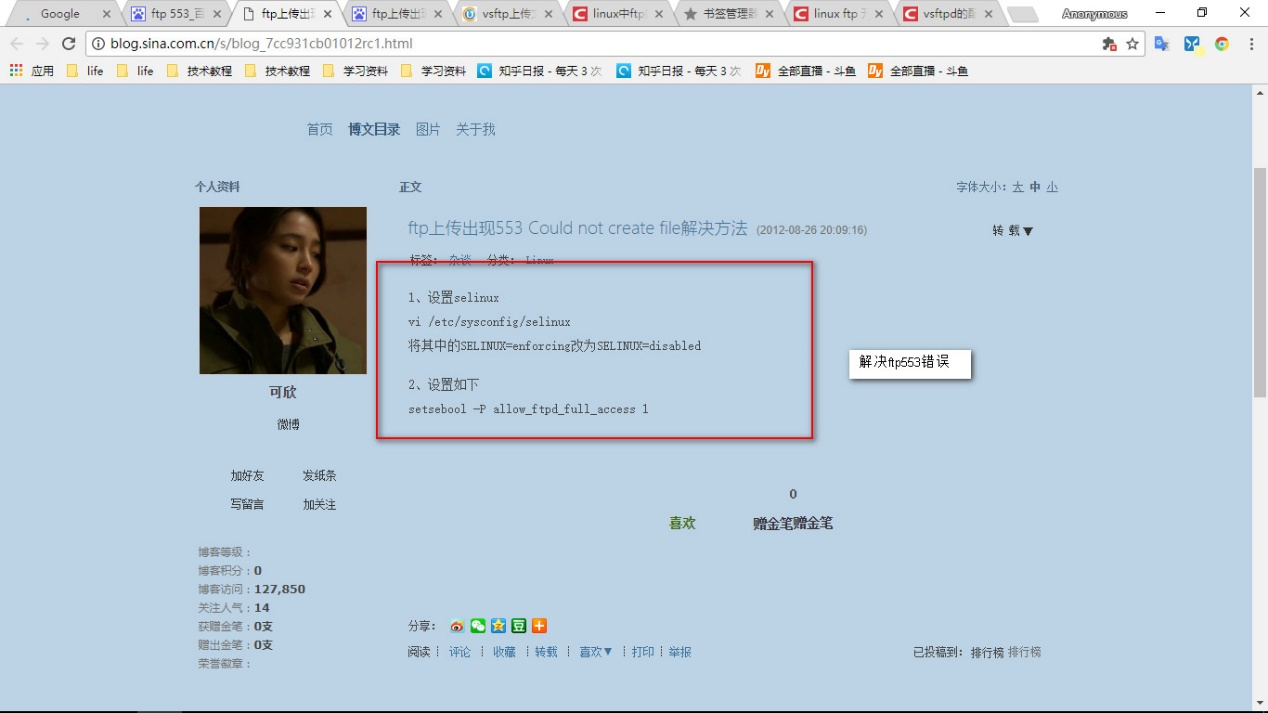 Google
ftp 553_百
ftp上传出现
ftp上传出现
vsftp上传文
linux中ftp
书签管理器
linux ftp 无
vsftpd的配
Anonymous
blog.sina.com.cn/s/blog_7cc931cb01012rc1.html
应用 life life 技术教程 技术教程 学习资料 学习资料 知乎日报 - 每天 3 次 知乎日报 - 每天 3 次 全部直播 - 斗鱼 全部直播 - 斗鱼
首页 博文目录 图片 关于我
个人资料
正文
字体大小：大 中 小
ftp上传出现553 Could not create file解决方法 (2012-08-26 20:09:16)
转载▼
标签： 杂谈 分类： Linux
1、设置selinux
vi /etc/sysconfig/selinux
将其中的SELINUX=enforcing改为SELINUX=disabled
解决ftp553错误
2、设置如下
setsebool -P allow_ftpd_full_access 1
可欣
微博
加好友 发纸条
写留言 加关注
0
喜欢 赠金笔赠金笔
博客等级：
博客积分：0
博客访问：127,850
关注人气：14
获赠金笔：0支
赠出金笔：0支
荣誉徽章：
分享：
阅读┊ 评论 ┊ 收藏 ┊转载 ┊ 喜欢▼ ┊打印┊举报
已投稿到： 排行榜 排行榜